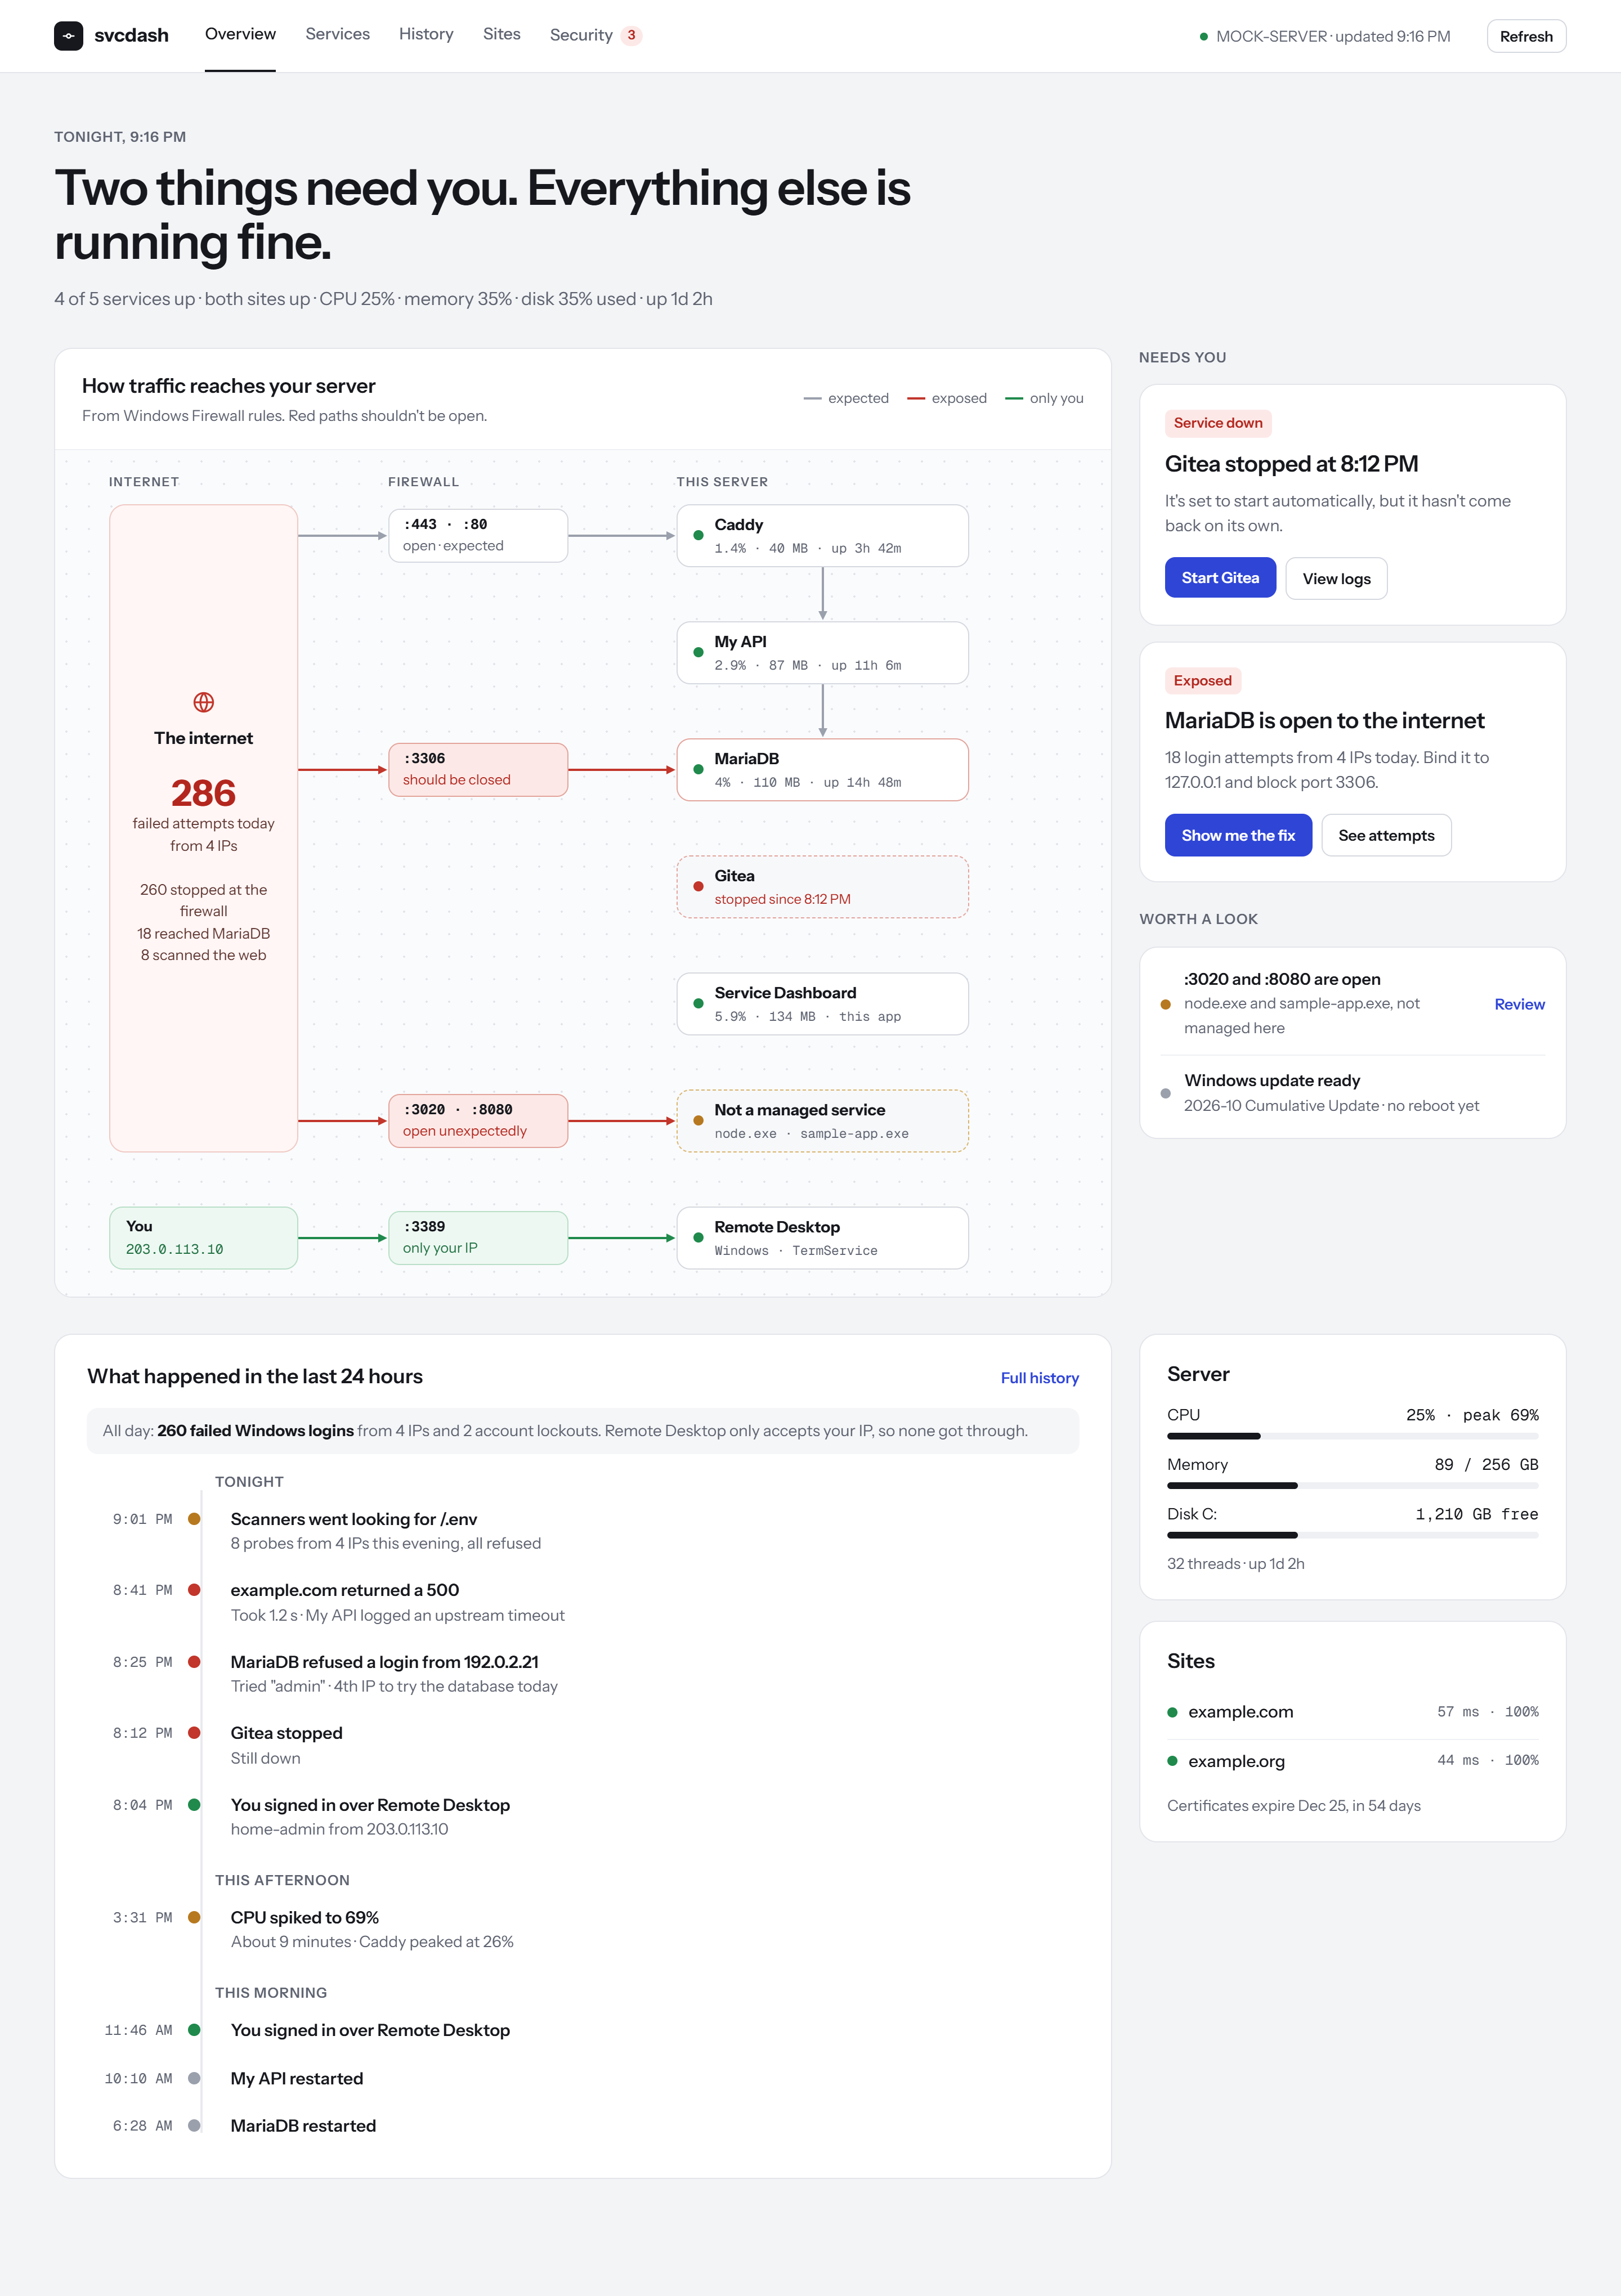 svcdash
Overview
Services
History
Sites
Security 3
MOCK-SERVER · updated 9:16 PM
Refresh
TONIGHT, 9:16 PM
Two things need you. Everything else is
running fine.
4 of 5 services up · both sites up · CPU 25% · memory 35% · disk 35% used · up 1d 2h
How traffic reaches your server
From Windows Firewall rules. Red paths shouldn't be open.
expected
exposed
only you
INTERNET
FIREWALL
THIS SERVER
The internet
286
failed attempts today
from 4 IPs
260 stopped at the
firewall
18 reached MariaDB
8 scanned the web
:443 · :80
open · expected
Caddy
1.4% · 40 MB · up 3h 42m
My API
2.9% · 87 MB · up 11h 6m
:3306
should be closed
MariaDB
4% · 110 MB · up 14h 48m
Gitea
stopped since 8:12 PM
Service Dashboard
5.9% · 134 MB · this app
:3020 · :8080
open unexpectedly
Not a managed service
node.exe · sample-app.exe
You
203.0.113.10
:3389
only your IP
Remote Desktop
Windows · TermService
NEEDS YOU
Service down
Gitea stopped at 8:12 PM
It's set to start automatically, but it hasn't come
back on its own.
Start Gitea
View logs
Exposed
MariaDB is open to the internet
18 login attempts from 4 IPs today. Bind it to
127.0.0.1 and block port 3306.
Show me the fix
See attempts
WORTH A LOOK
:3020 and :8080 are open
node.exe and sample-app.exe, not
managed here
Review
Windows update ready
2026-10 Cumulative Update · no reboot yet
What happened in the last 24 hours
Full history
All day: 260 failed Windows logins from 4 IPs and 2 account lockouts. Remote Desktop only accepts your IP, so none got through.
TONIGHT
9:01 PM
Scanners went looking for /.env
8 probes from 4 IPs this evening, all refused
8:41 PM
example.com returned a 500
Took 1.2 s · My API logged an upstream timeout
8:25 PM
MariaDB refused a login from 192.0.2.21
Tried "admin" · 4th IP to try the database today
8:12 PM
Gitea stopped
Still down
8:04 PM
You signed in over Remote Desktop
home-admin from 203.0.113.10
THIS AFTERNOON
3:31 PM
CPU spiked to 69%
About 9 minutes · Caddy peaked at 26%
THIS MORNING
11:46 AM
You signed in over Remote Desktop
10:10 AM
My API restarted
6:28 AM
MariaDB restarted
Server
CPU
25% · peak 69%
Memory
89 / 256 GB
Disk C:
1,210 GB free
32 threads · up 1d 2h
Sites
example.com
57 ms · 100%
example.org
44 ms · 100%
Certificates expire Dec 25, in 54 days